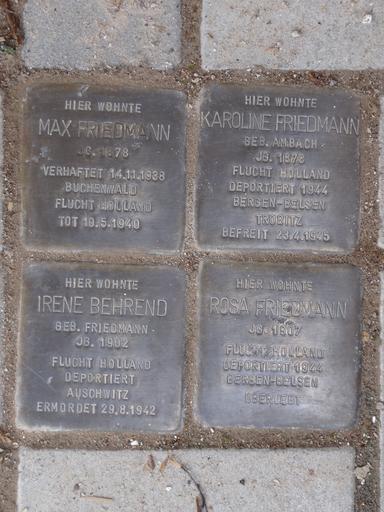 HIER WOHNTE
MAX FRIEDMANN
JG. 1878
VERHAFTET 14.11.1938
BUCHENWALD
FLUCHT HOLLAND
TOT 19.5.1940
HIER WOHNTE
KAROLINE FRIEDMANN
GEB. AMBACH
JG. 1878
FLUCHT HOLLAND
DEPORTIERT 1944
BERGEN-BELSEN
TRÖBITZ
BEFREIT 23.4.1945
HIER WOHNTE
IRENE BEHREND
GEB. FRIEDMANN
JG. 1902
FLUCHT HOLLAND
DEPORTIERT
AUSCHWITZ
ERMORDET 29.8.1942
HIER WOHNTE
ROSA FRIEDMANN
JG. 1907
FLUCHT HOLLAND
DEPORTIERT 1944
BERGEN-BELSEN
ÜBERLEBT